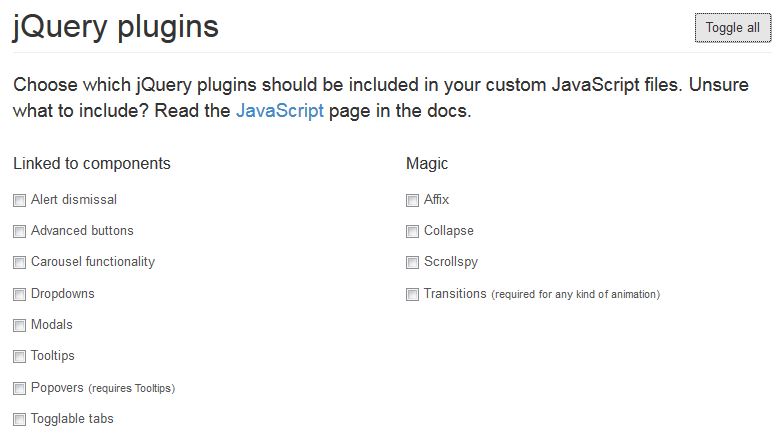 jQuery plugins
Toggle all
Choose which jQuery plugins should be included in your custom JavaScript files. Unsure
what to include? Read the JavaScript page in the docs.
Linked to components
Alert dismissal
Advanced buttons
Carousel functionality
Dropdowns
Modals
Tooltips
Popovers (requires Tooltips)
Togglable tabs
Magic
Affix
Collapse
Scrollspy
Transitions (required for any kind of animation)